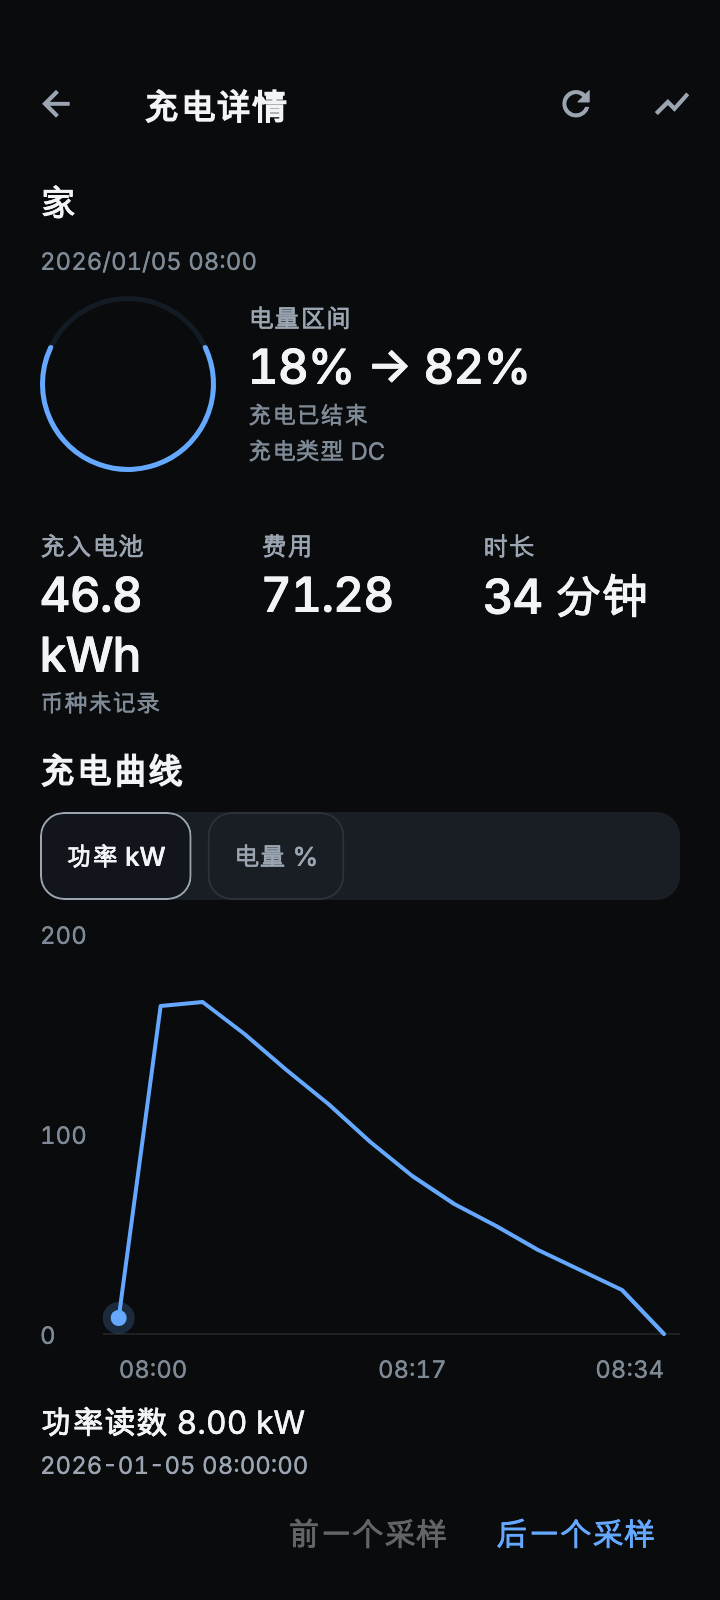 充电详情
家
2026/01/05 08:00
电量区间
18% → 82%
充电已结束
充电类型 DC
充入电池
46.8
kWh
费用
71.28
时长
34 分钟
币种未记录
充电曲线
功率 kW
电量 %
200
100
0
08:00
08:17
08:34
功率读数 8.00 kW
2026-01-05 08:00:00
前一个采样
后一个采样